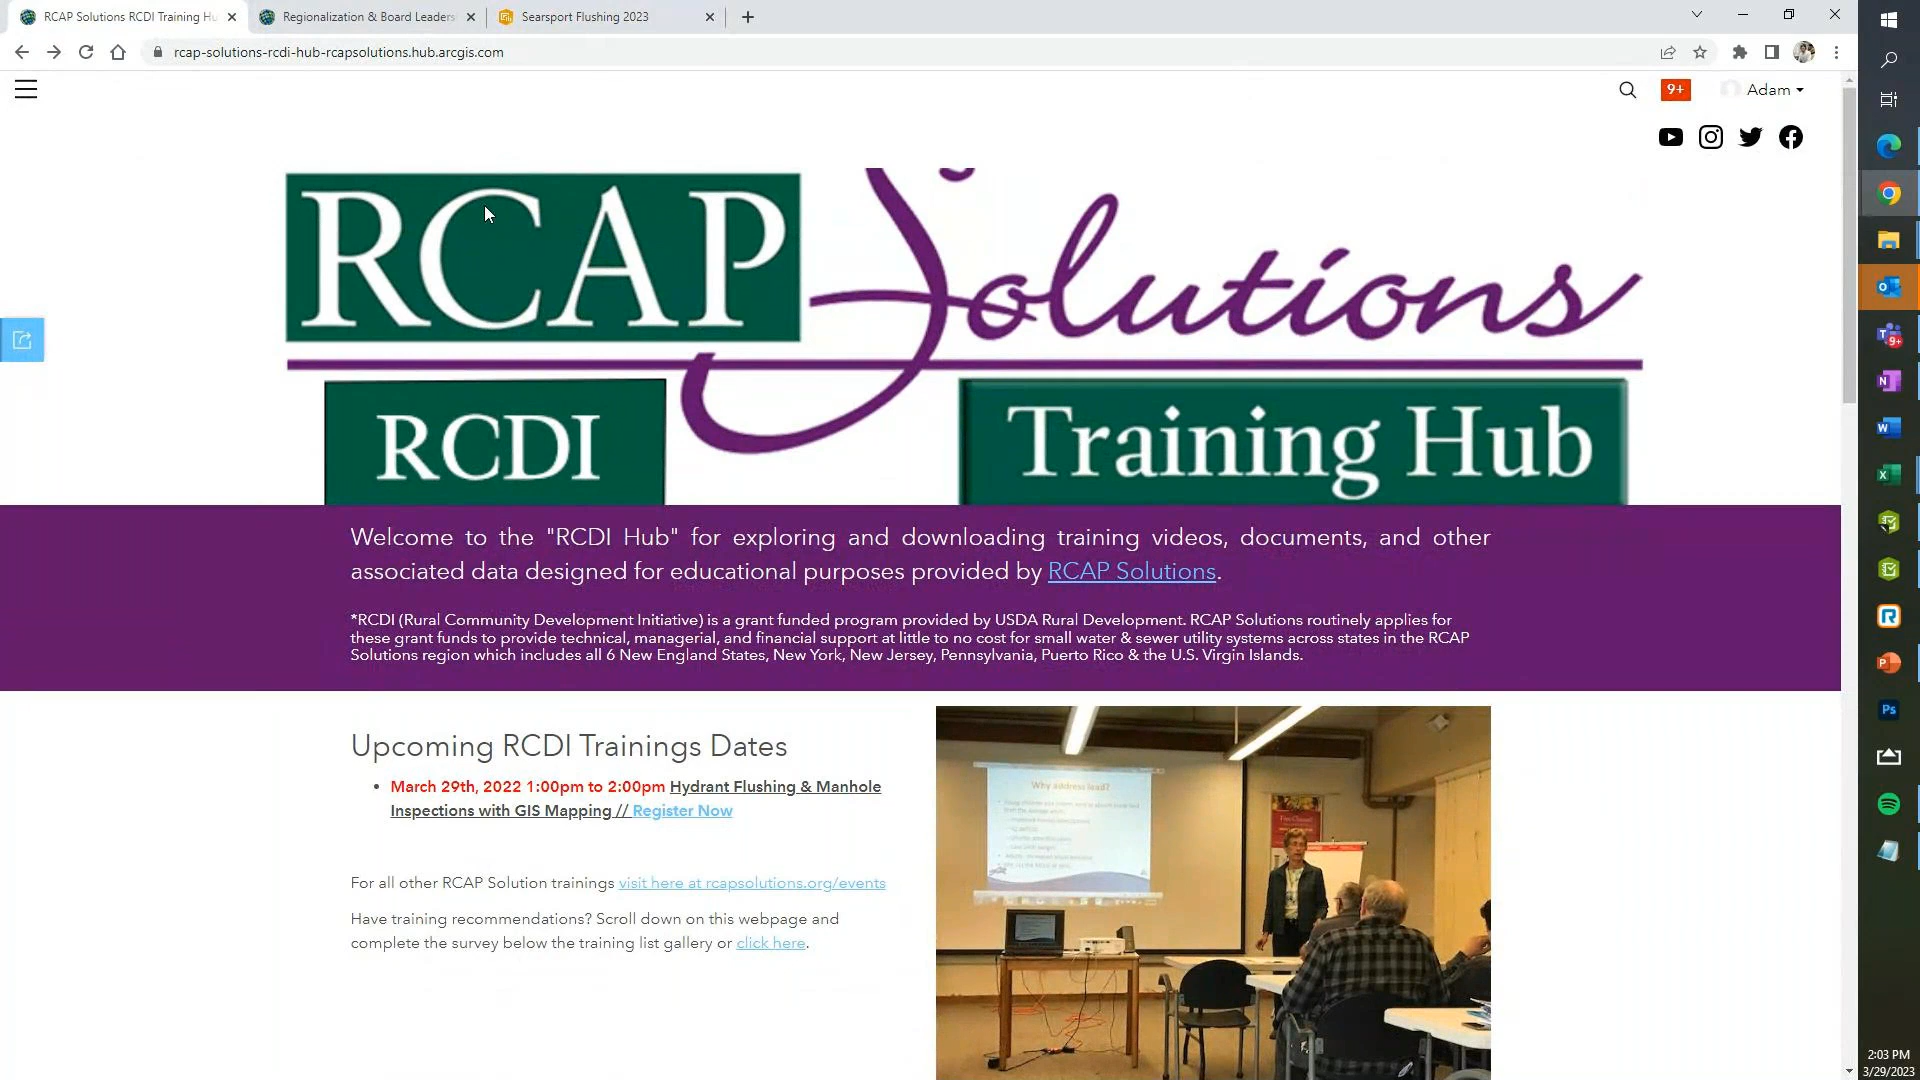 RCAP Solutions RCDI Training Hu
Regionalization & Board Leaders
Searsport Flushing 2023
rcap-solutions-rcdi-hub-rcapsolutions.hub.arcgis.com
9+
Adam
RCAP Solutions
RCDI
Training Hub
Welcome to the "RCDI Hub" for exploring and downloading training videos, documents, and other
associated data designed for educational purposes provided by RCAP Solutions.
*RCDI (Rural Community Development Initiative) is a grant funded program provided by USDA Rural Development. RCAP Solutions routinely applies for
these grant funds to provide technical, managerial, and financial support at little to no cost for small water & sewer utility systems across states in the RCAP
Solutions region which includes all 6 New England States, New York, New Jersey, Pennsylvania, Puerto Rico & the U.S. Virgin Islands.
Upcoming RCDI Trainings Dates
• March 29th, 2022 1:00pm to 2:00pm Hydrant Flushing & Manhole
Inspections with GIS Mapping // Register Now
For all other RCAP Solution trainings visit here at rcapsolutions.org/events
Have training recommendations? Scroll down on this webpage and
complete the survey below the training list gallery or click here.
Why address lead?
9+
Ps
2:03 PM
3/29/2023